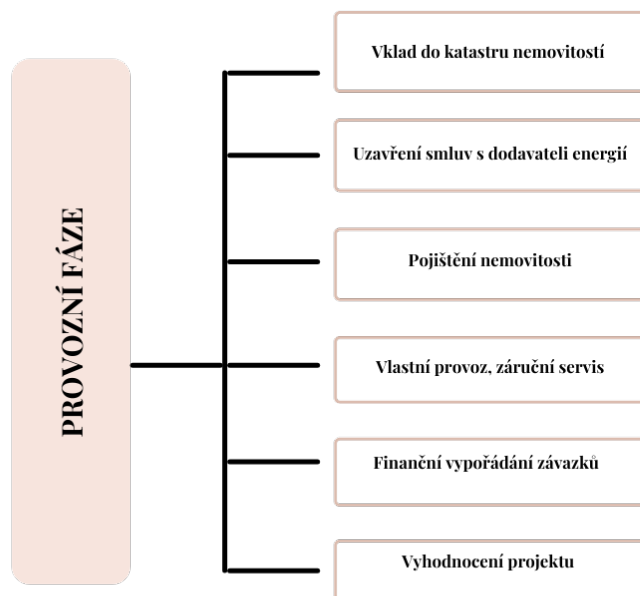 PROVOZNÍ FÁZE
Vklad do katastru nemovitostí
Uzavření smluv s dodavateli energií
Pojištění nemovitosti
Vlastní provoz, záruční servis
Finanční vypořádání závazků
Vyhodnocení projektu